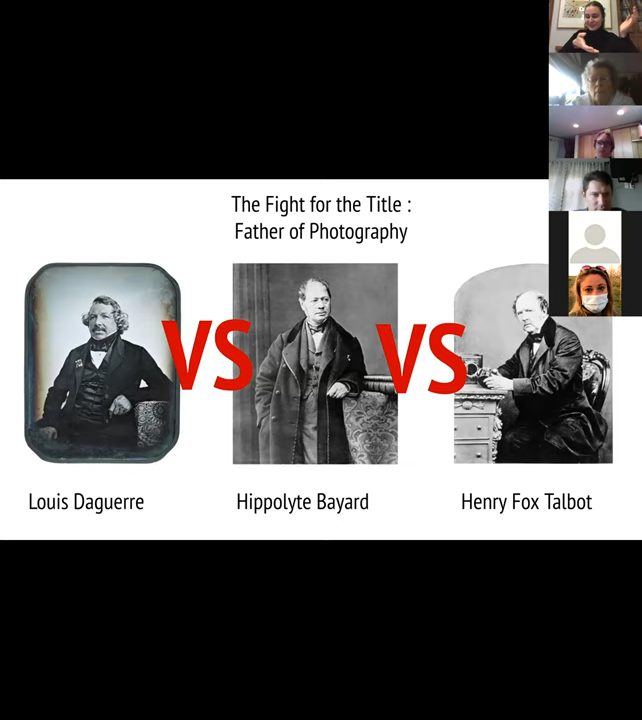 The Fight for the Title :
Father of Photography
VS VS
Louis Daguerre Hippolyte Bayard Henry Fox Talbot